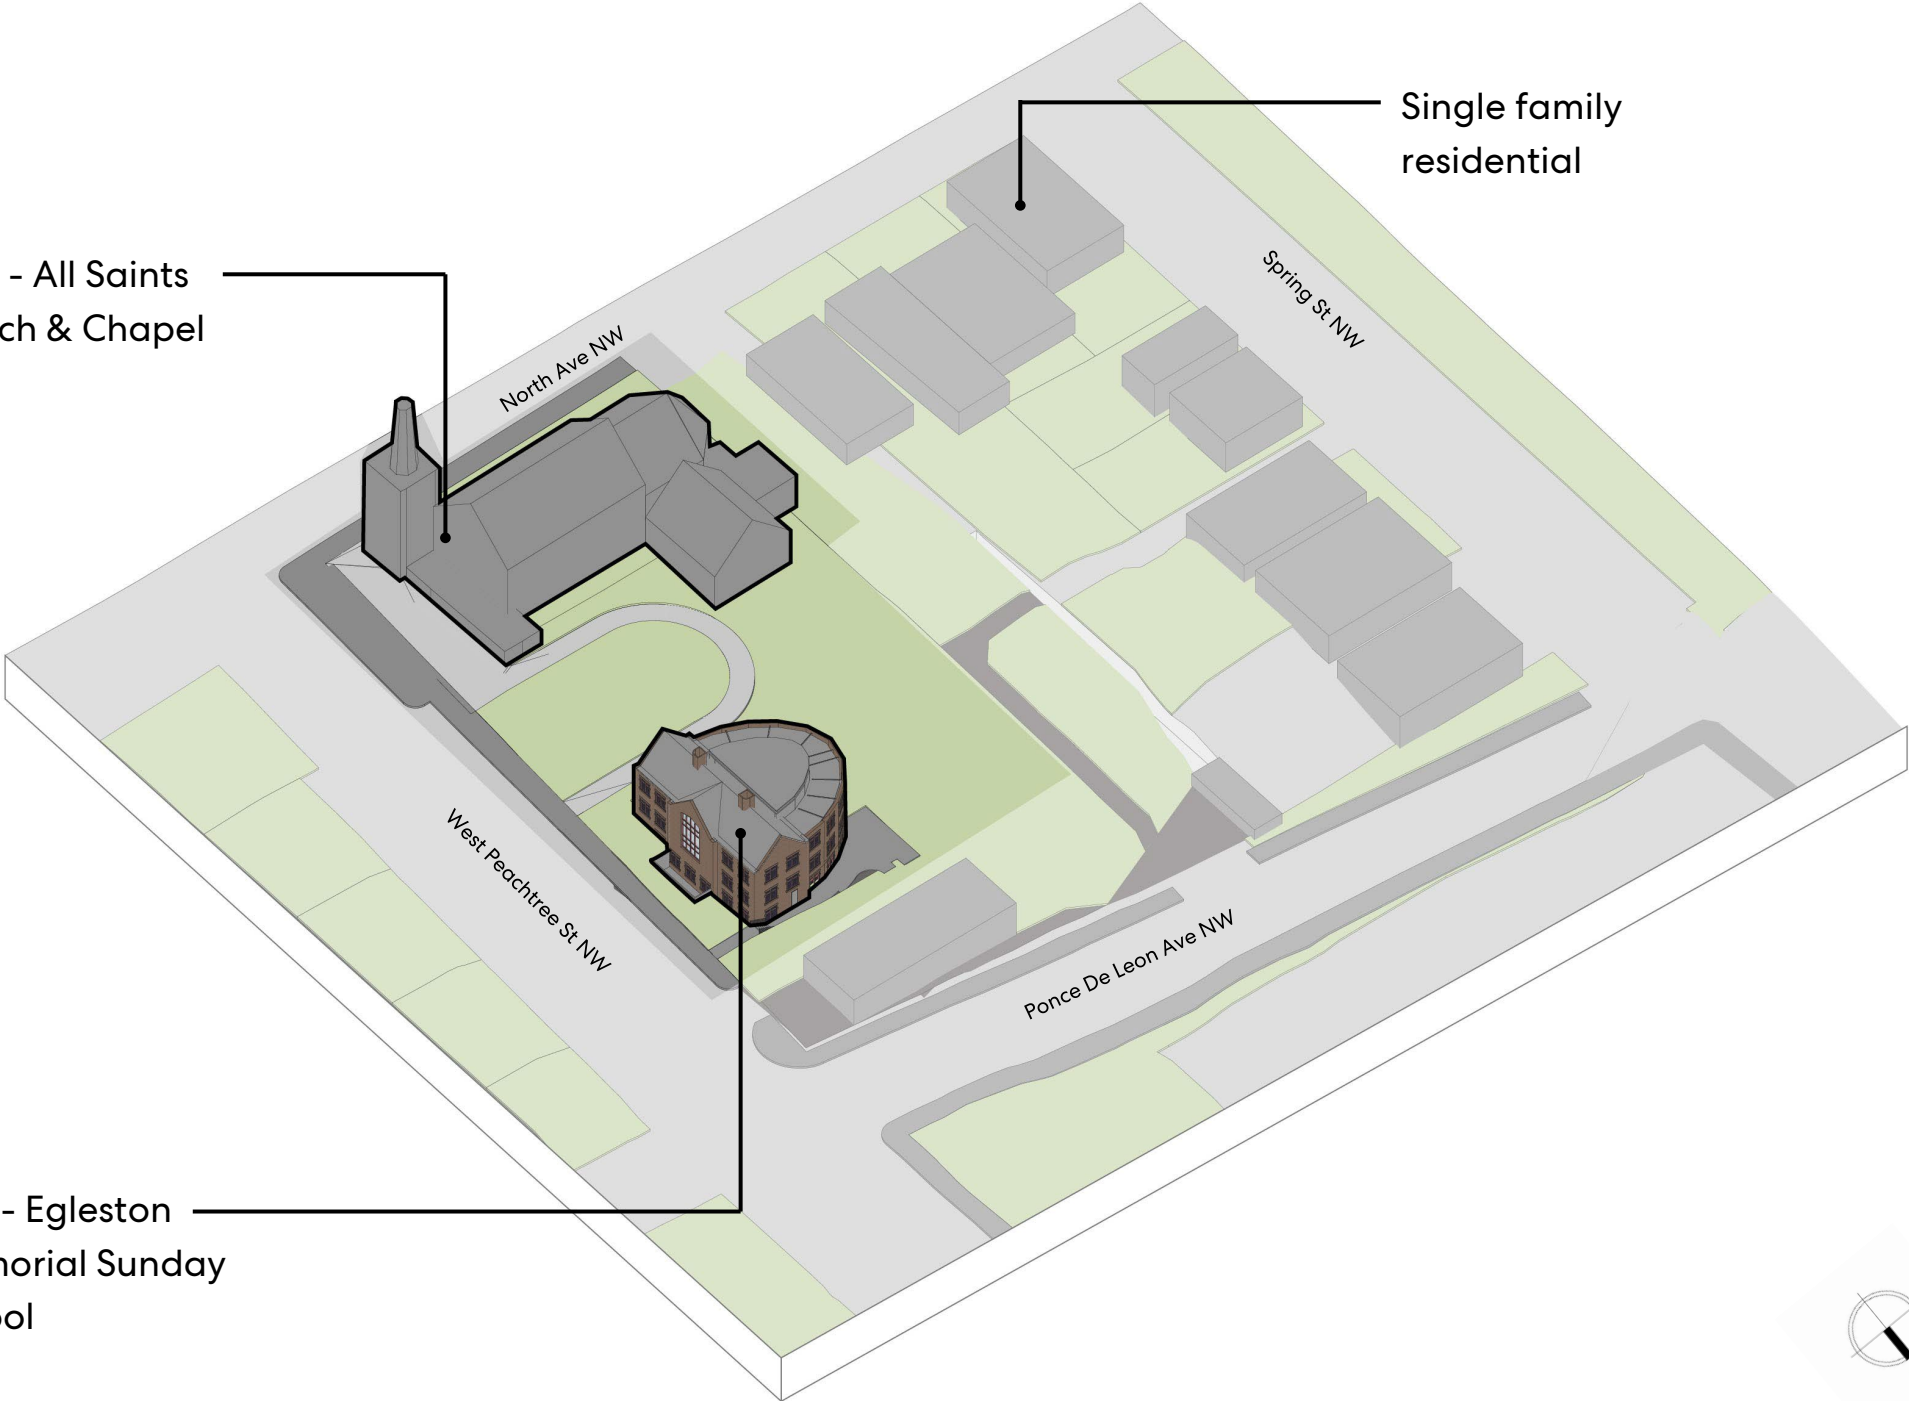 Single family
residential
- All Saints
ch & Chapel
North Ave NW
Spring St NW
West Peachtree St NW
Ponce De Leon Ave NW
- Egleston
orial Sunday
ol